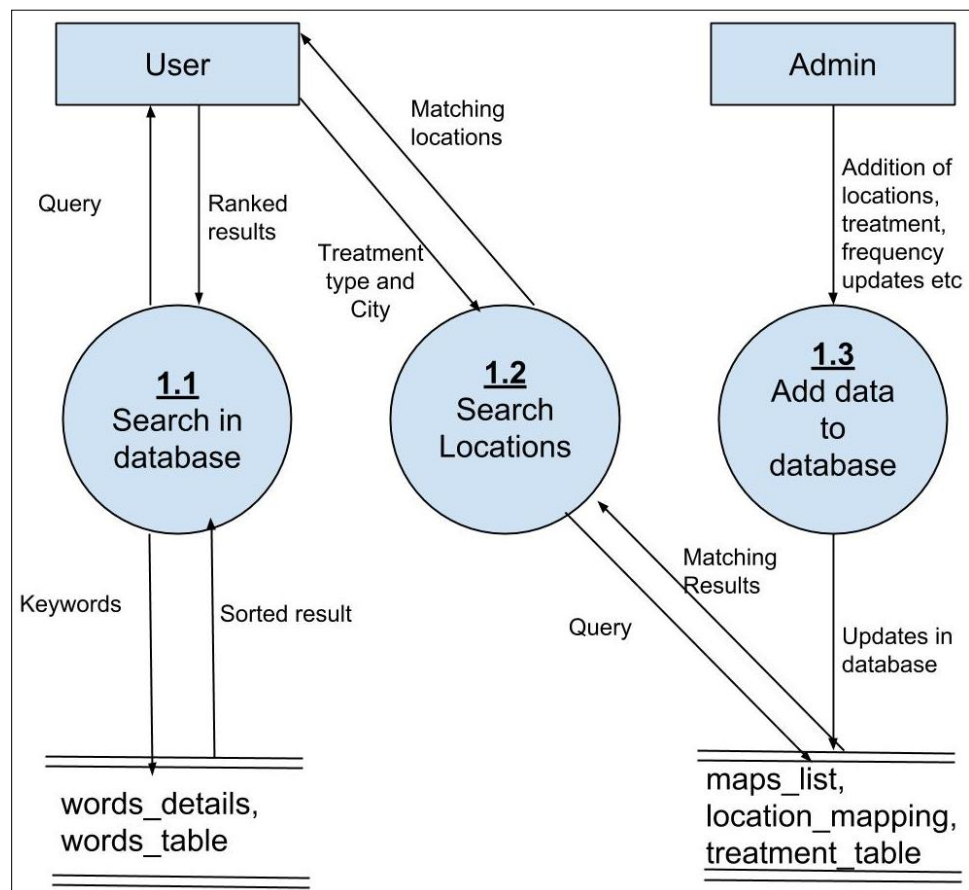 User
Admin
Matching
locations
Query
Ranked
results
Treatment
type and
City
Addition of
locations,
treatment,
frequency
updates etc
1.1
Search in
database
1.2
Search
Locations
1.3
Add data
to
database
Keywords
Sorted result
Query
Matching
Results
Updates in
database
words_details,
words_table
maps_list,
location_mapping,
treatment_table